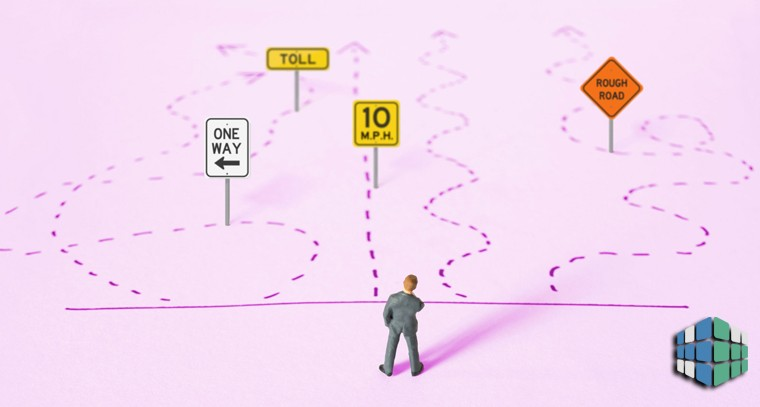 TOLL
10
M.P.H.
ROUGH
ROAD
ONE
WAY